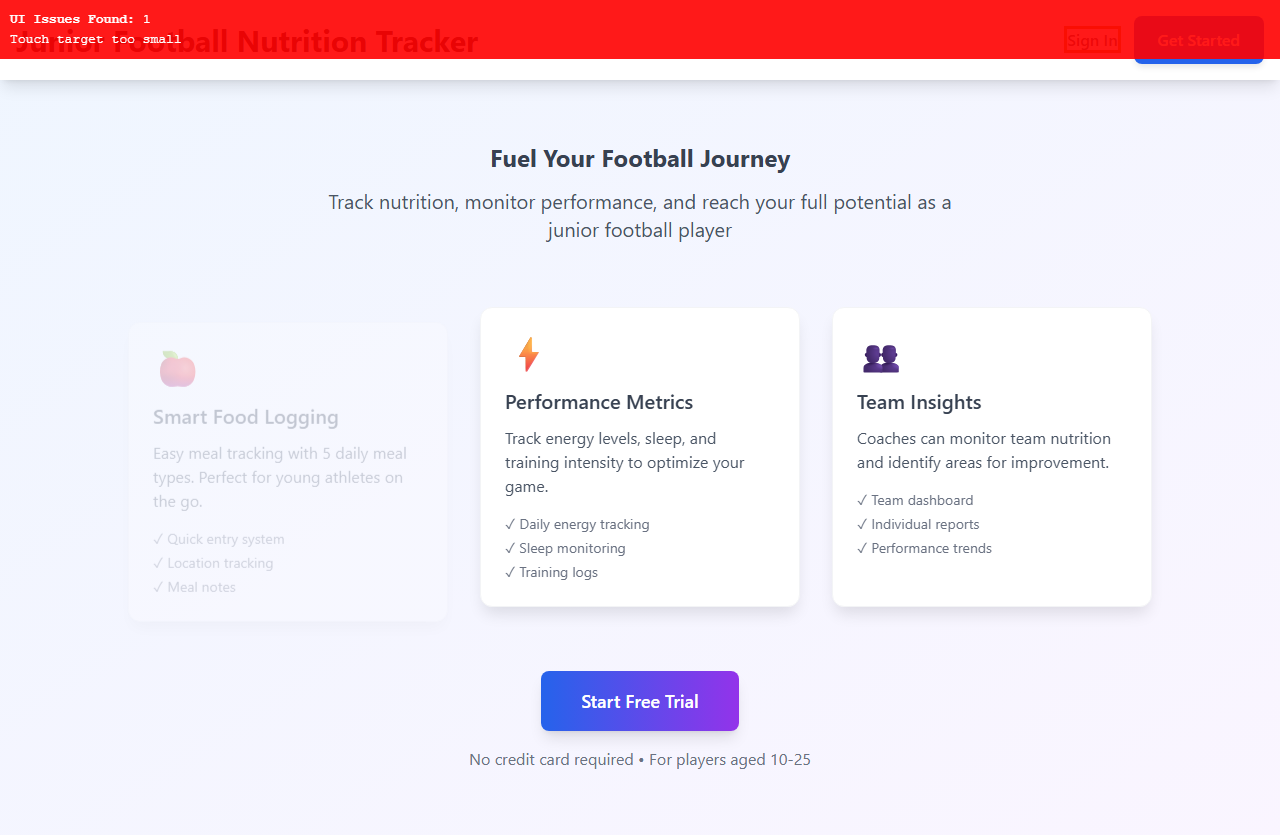 UI Issues Found: 1
Touch target too small
Junior Football Nutrition Tracker
Sign In
Get Started
Fuel Your Football Journey
Track nutrition, monitor performance, and reach your full potential as a
junior football player
Smart Food Logging
Easy meal tracking with 5 daily meal
types. Perfect for young athletes on
the go.
✓ Quick entry system
✓ Location tracking
✓ Meal notes
Performance Metrics
Track energy levels, sleep, and
training intensity to optimize your
game.
✓ Daily energy tracking
✓ Sleep monitoring
✓ Training logs
Team Insights
Coaches can monitor team nutrition
and identify areas for improvement.
✓ Team dashboard
✓ Individual reports
✓ Performance trends
Start Free Trial
No credit card required • For players aged 10-25